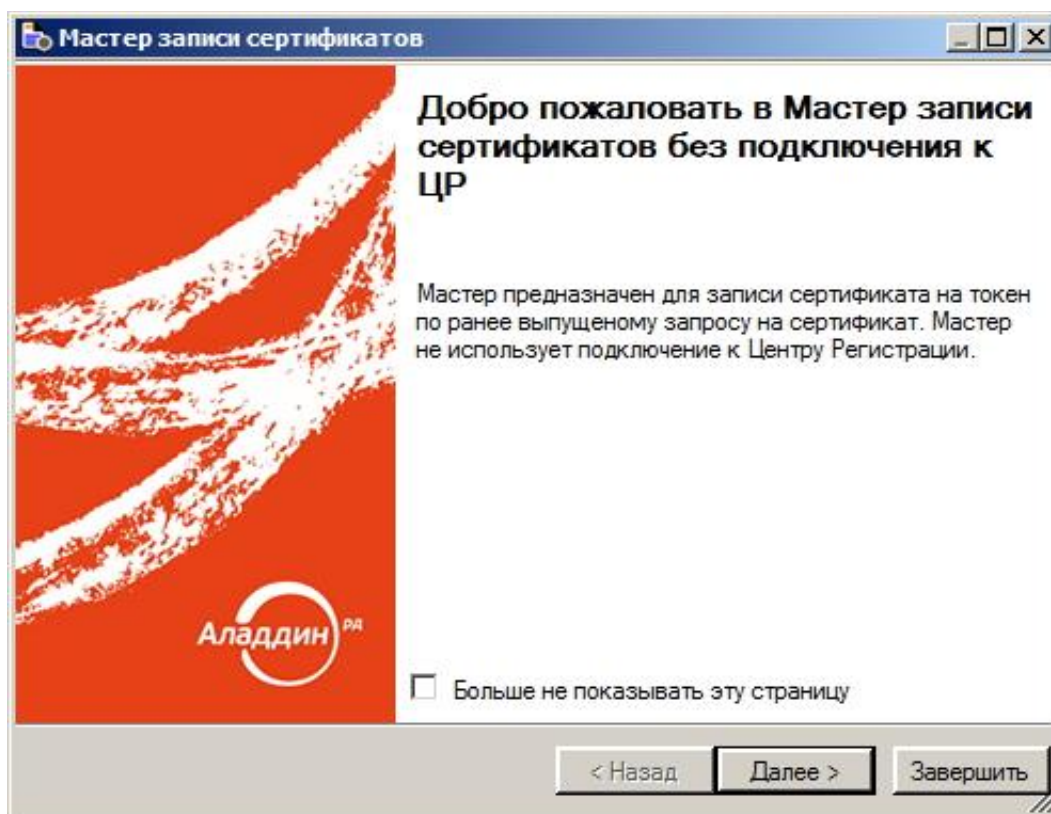 Мастер записи сертификатов
Добро пожаловать в Мастер записи
сертификатов без подключения к
ЦР
Мастер предназначен для записи сертификата на токен
по ранее выпущеному запросу на сертификат. Мастер
не использует подключение к Центру Регистрации.
Аладдин РД
Больше не показывать эту страницу
< Назад
Далее >
Завершить